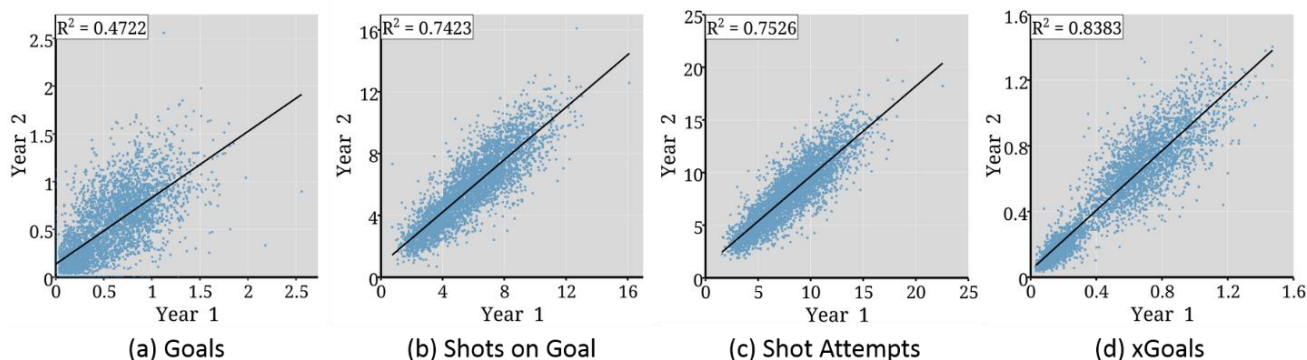 R² = 0.4722
2.5
2
1.5
1
0.5
0
Year 2
0 0.5 1 1.5 2 2.5
Year 1
(a) Goals
R² = 0.7423
16
12
8
4
0
Year 2
0 4 8 12 16
Year 1
(b) Shots on Goal
R² = 0.7526
25
20
15
10
5
0
Year 2
0 5 10 15 20 25
Year 1
(c) Shot Attempts
R² = 0.8383
1.6
1.2
0.8
0.4
0
Year 2
0 0.4 0.8 1.2 1.6
Year 1
(d) xGoals